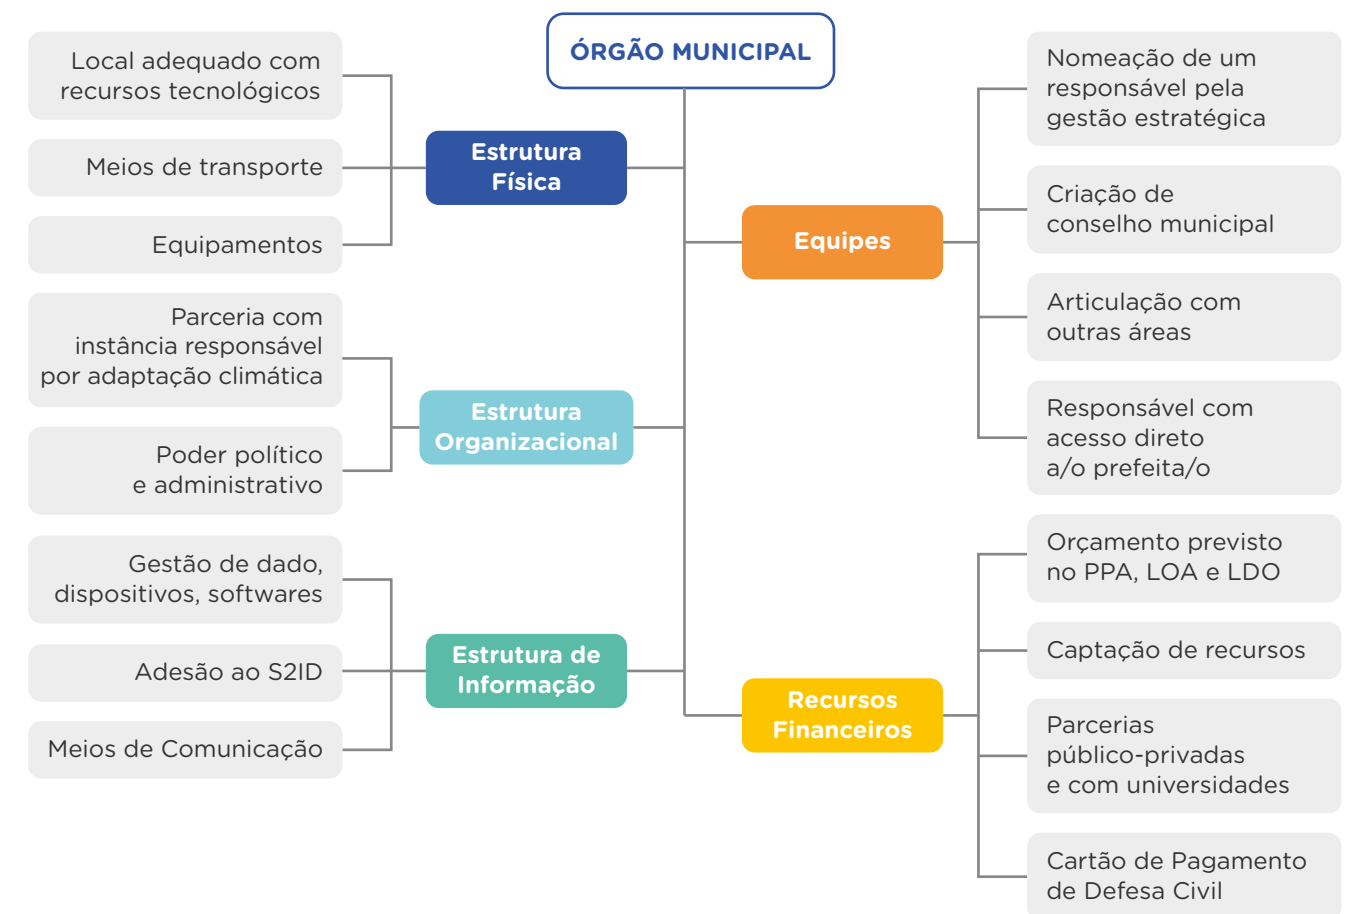 ÓRGÃO MUNICIPAL
Estrutura
Física
Local adequado com
recursos tecnológicos
Meios de transporte
Equipamentos
Estrutura
Organizacional
Parceria com
instância responsável
por adaptação climática
Poder político
e administrativo
Estrutura de
Informação
Gestão de dado,
dispositivos, softwares
Adesão ao S2ID
Meios de Comunicação
Equipes
Nomeação de um
responsável pela
gestão estratégica
Criação de
conselho municipal
Articulação com
outras áreas
Responsável com
acesso direto
a/o prefeita/o
Recursos
Financeiros
Orçamento previsto
no PPA, LOA e LDO
Captação de recursos
Parcerias
público-privadas
e com universidades
Cartão de Pagamento
de Defesa Civil